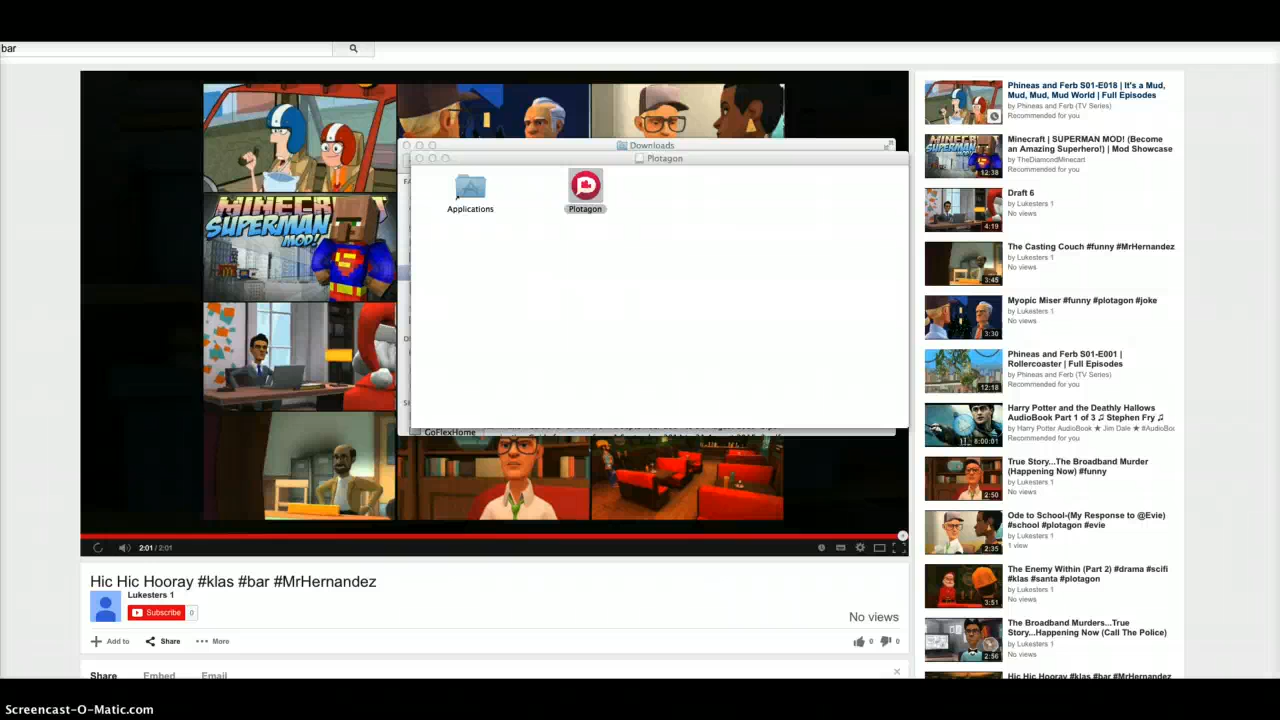 bar
Downloads
Plotagon
Applications
Plotagon
MINECRAFT
SUPERMAN
MOD!
GoFlexHome
2:01 / 2:01
Hic Hic Hooray #klas #bar #MrHernandez
Lukesters 1
Subscribe 0
No views
Add to Share More 0 0
Share Embed Email
Phineas and Ferb S01-E018 | It's a Mud,
Mud, Mud, Mud World | Full Episodes
by Phineas and Ferb (TV Series)
Recommended for you
MINECRAFT
SUPERMAN
MOD!
12:38
Minecraft | SUPERMAN MOD! (Become
an Amazing Superhero!) | Mod Showcase
by TheDiamondMinecart
Recommended for you
4:19
Draft 6
by Lukesters 1
No views
3:45
The Casting Couch #funny #MrHernandez
by Lukesters 1
No views
3:30
Myopic Miser #funny #plotagon #joke
by Lukesters 1
No views
12:18
Phineas and Ferb S01-E001 |
Rollercoaster | Full Episodes
by Phineas and Ferb (TV Series)
Recommended for you
8:00:01
Harry Potter and the Deathly Hallows
AudioBook Part 1 of 3 ♫ Stephen Fry ♫
by Harry Potter AudioBook ★ Jim Dale ★ #AudioBoo
Recommended for you
2:50
True Story...The Broadband Murder
(Happening Now) #funny
by Lukesters 1
No views
2:35
Ode to School-(My Response to @Evie)
#school #plotagon #evie
by Lukesters 1
1 view
3:51
The Enemy Within (Part 2) #drama #scifi
#klas #santa #plotagon
by Lukesters 1
No views
2:56
The Broadband Murders...True
Story...Happening Now (Call The Police)
by Lukesters 1
No views
Hic Hic Hooray #klas #bar #MrHernandez
Screencast-O-Matic.com